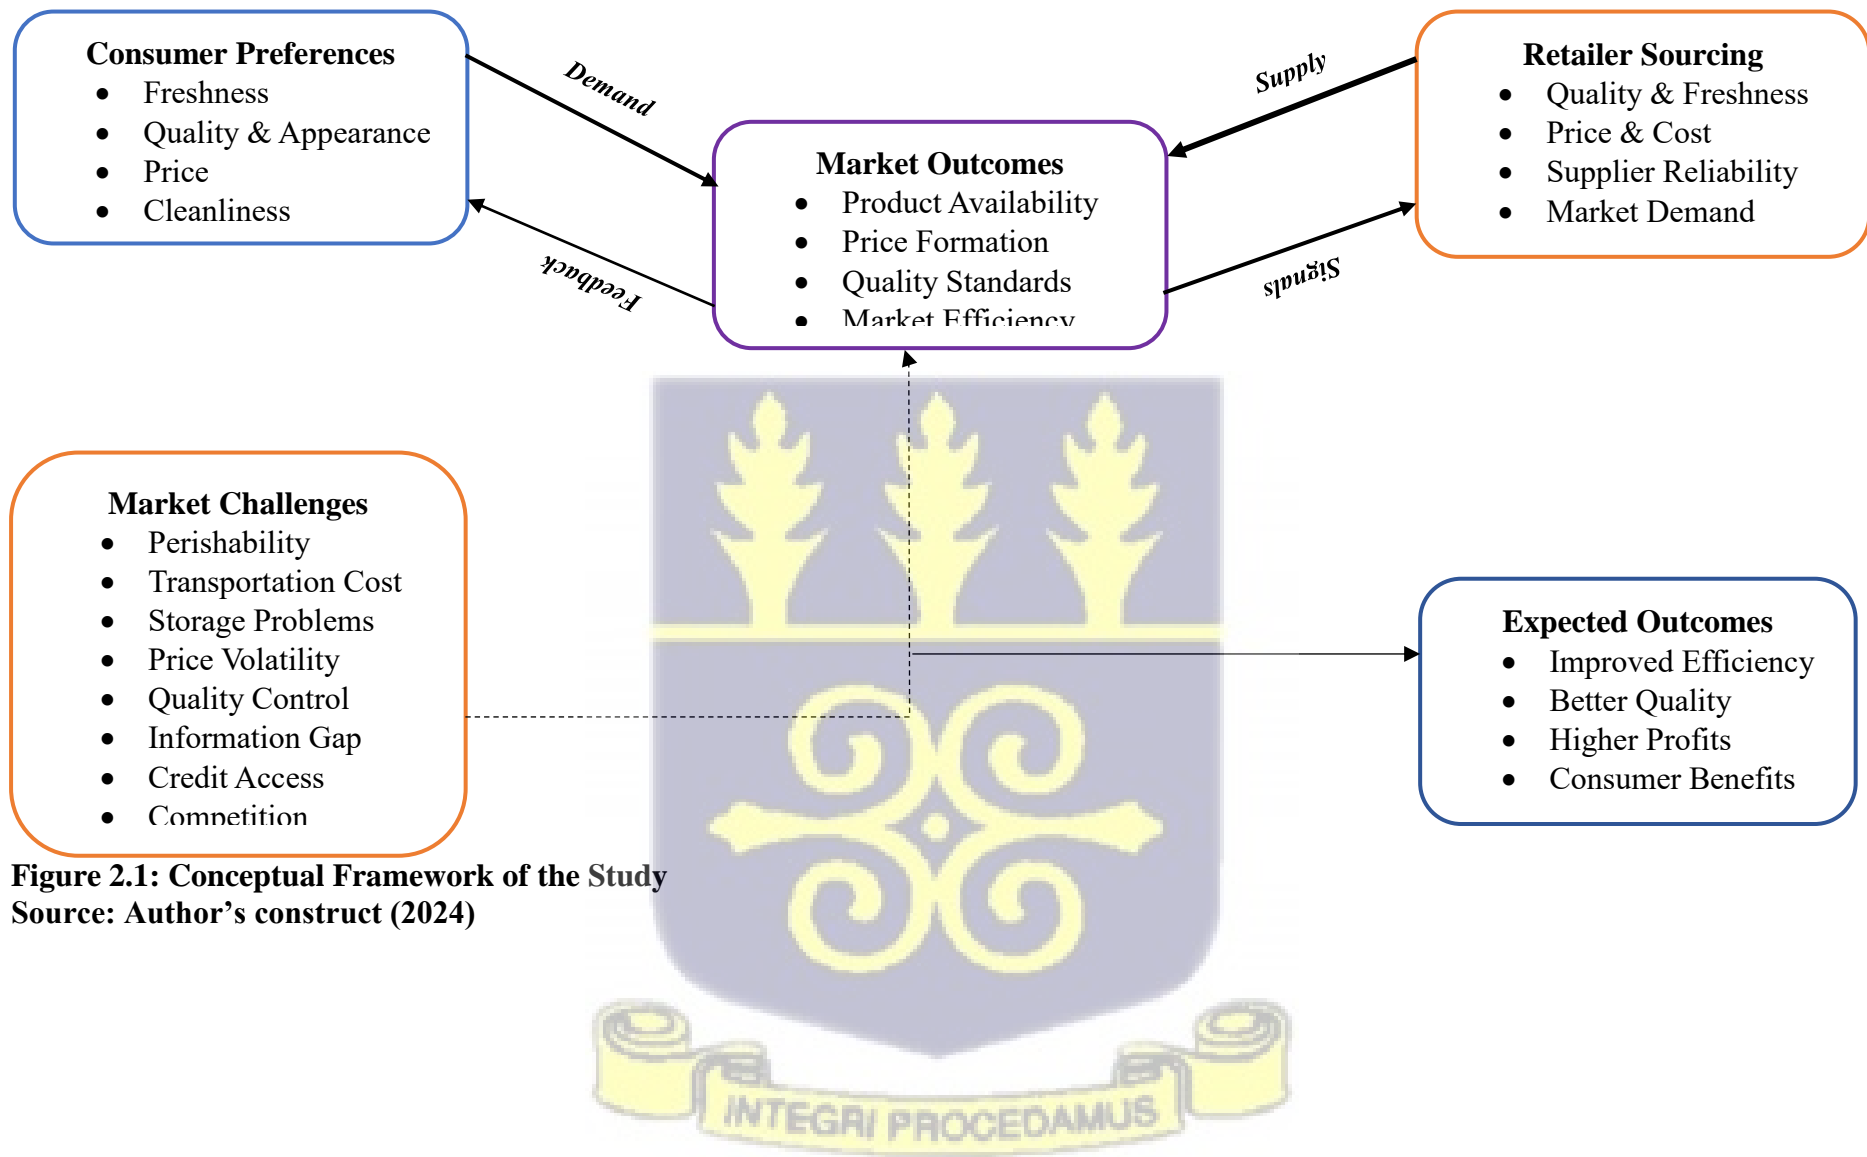 Consumer Preferences
• Freshness
• Quality & Appearance
• Price
• Cleanliness
Demand
Feedback
Market Outcomes
• Product Availability
• Price Formation
• Quality Standards
• Market Efficiency
Supply
Signals
Retailer Sourcing
• Quality & Freshness
• Price & Cost
• Supplier Reliability
• Market Demand
Market Challenges
• Perishability
• Transportation Cost
• Storage Problems
• Price Volatility
• Quality Control
• Information Gap
• Credit Access
• Competition
Expected Outcomes
• Improved Efficiency
• Better Quality
• Higher Profits
• Consumer Benefits
Figure 2.1: Conceptual Framework of the Study
Source: Author’s construct (2024)
INTEGRI PROCEDAMUS